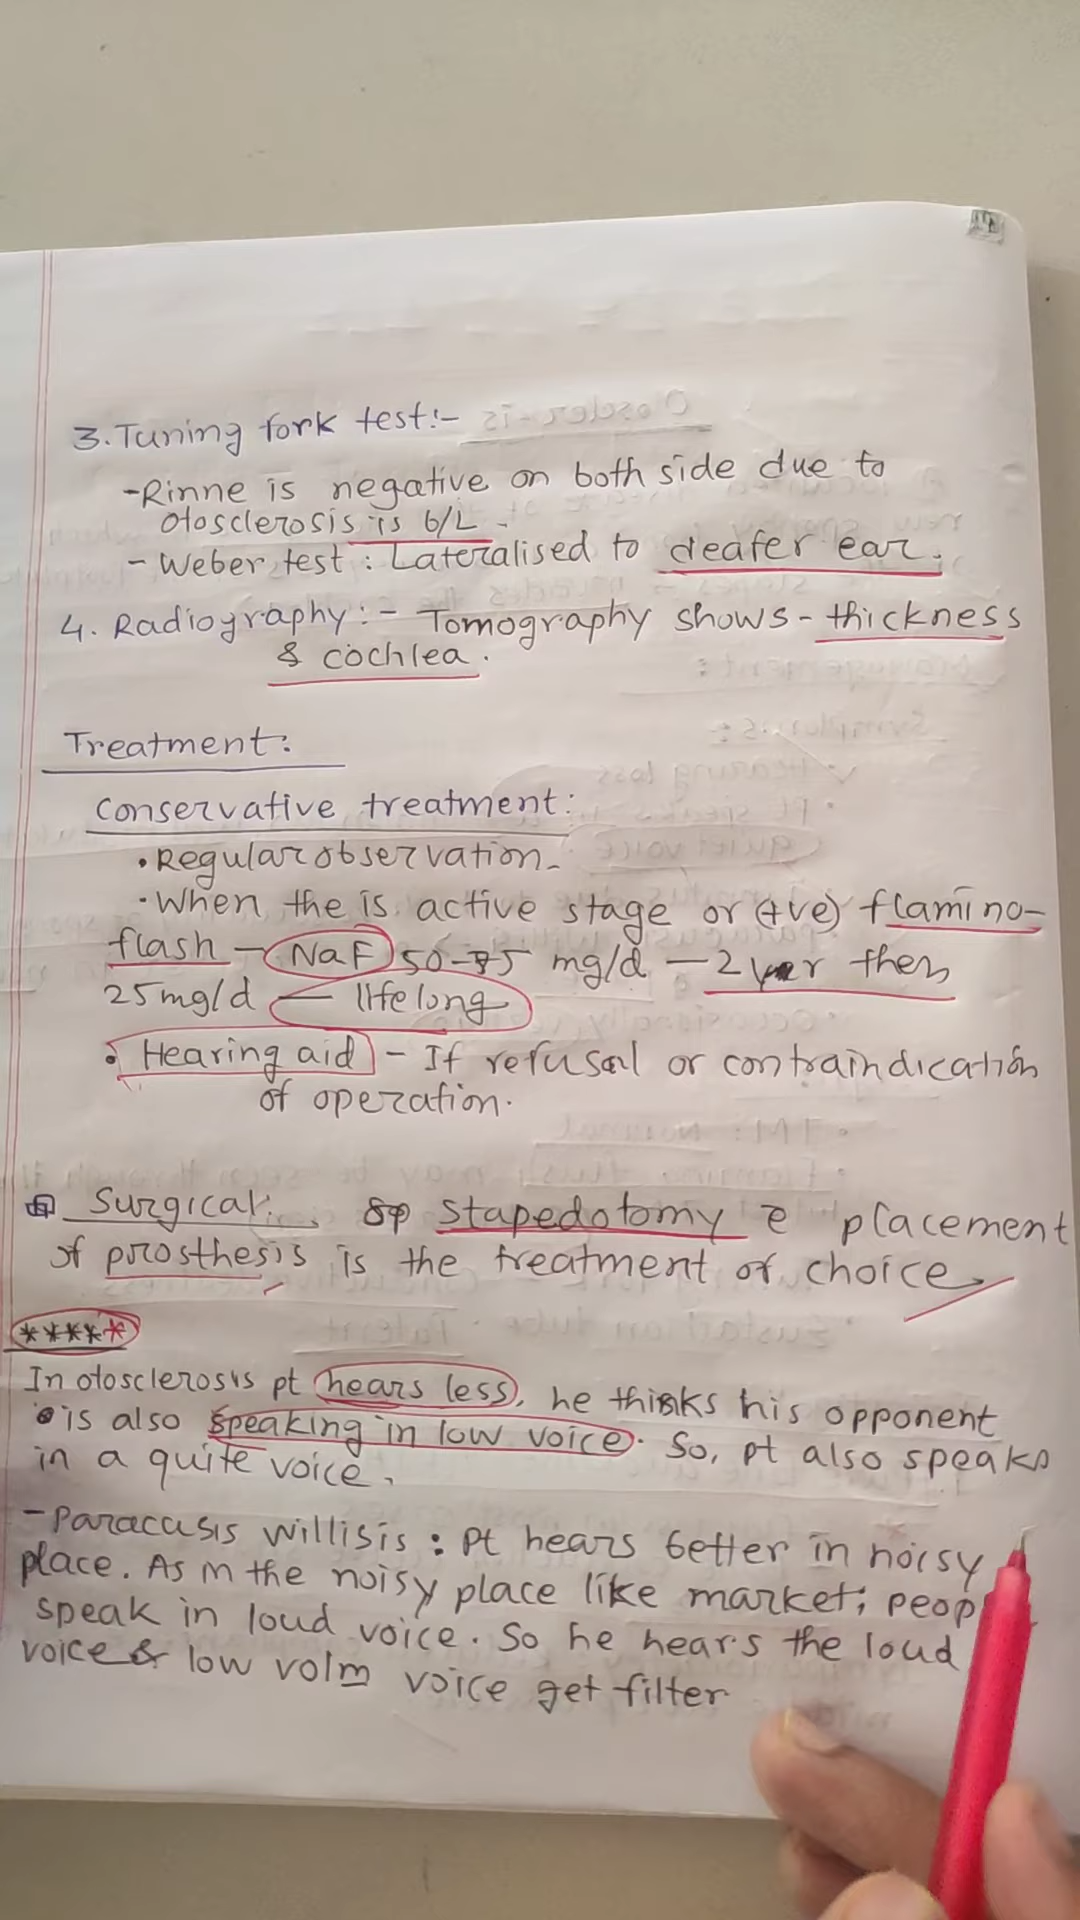 3. Tuning fork test:-
- Rinne is negative on both side due to
otosclerosis is b/L -
- Weber test : Lateralised to deafer ear.
4. Radiography:- Tomography shows - thickness
& cochlea.
Treatment:
Conservative treatment:
• Regular observation.
• When the is active stage or (+ve) flamino-
flash - NaF 50-75 mg/d - 2 yer then
25mg/d - lifelong
• Hearing aid - If refusal or contraindication
of operation.
Surgical: Stapedotomy c̄ placement
of prosthesis is the treatment of choice
*****
In otosclerosis pt hears less, he thinks his opponent
is also speaking in low voice. So, pt also speaks
in a quite voice.
- Paracusis willisis : Pt hears better in noisy
place. As in the noisy place like market; peop
speak in loud voice. So he hears the loud
voice & low volm voice get filter